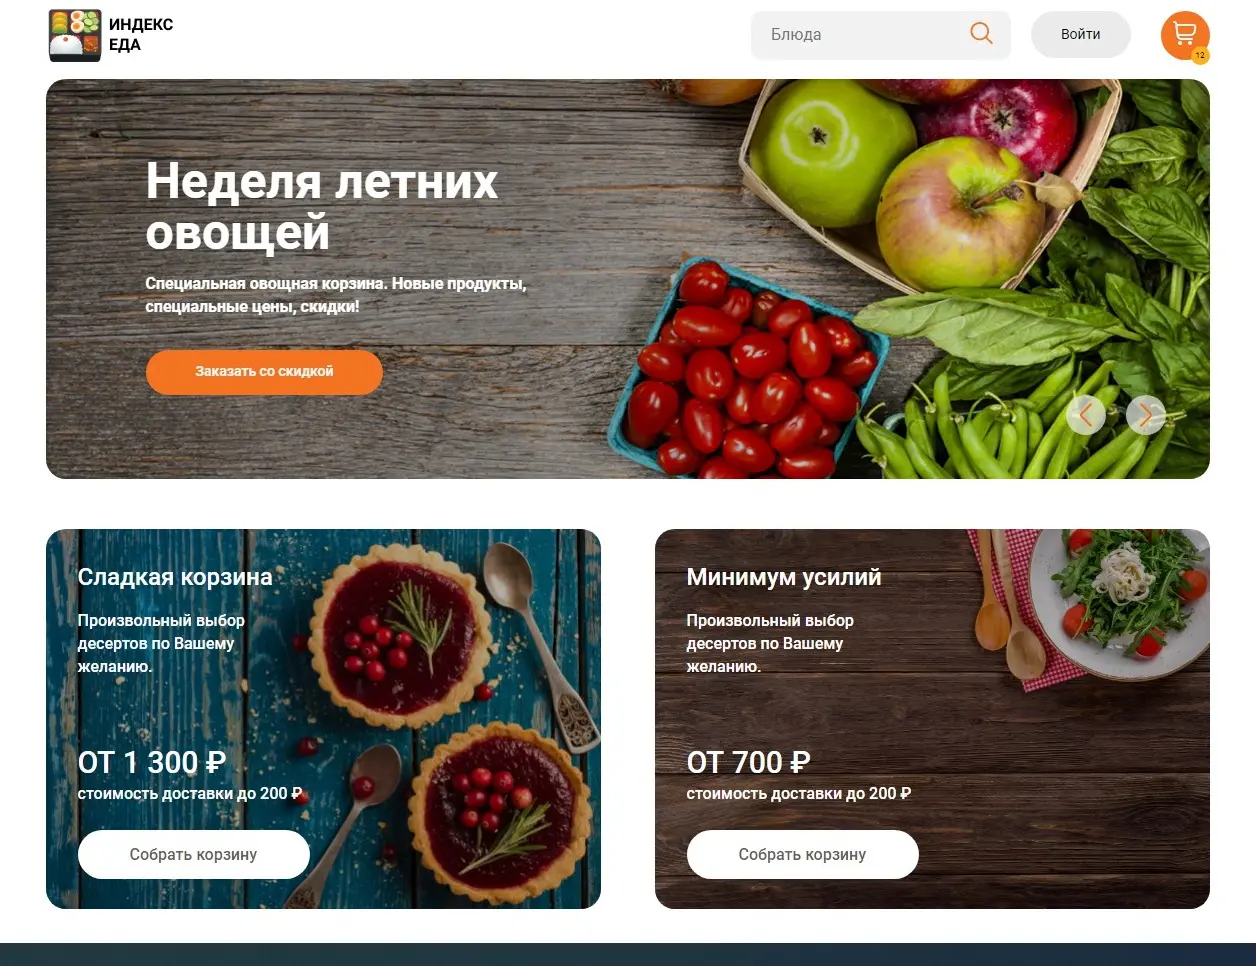 ИНДЕКС
ЕДА
Блюда
Войти
12
Неделя летних
овощей
Специальная овощная корзина. Новые продукты,
специальные цены, скидки!
Заказать со скидкой
Сладкая корзина
Произвольный выбор
десертов по Вашему
желанию.
ОТ 1 300 ₽
стоимость доставки до 200 ₽
Собрать корзину
Минимум усилий
Произвольный выбор
десертов по Вашему
желанию.
ОТ 700 ₽
стоимость доставки до 200 ₽
Собрать корзину